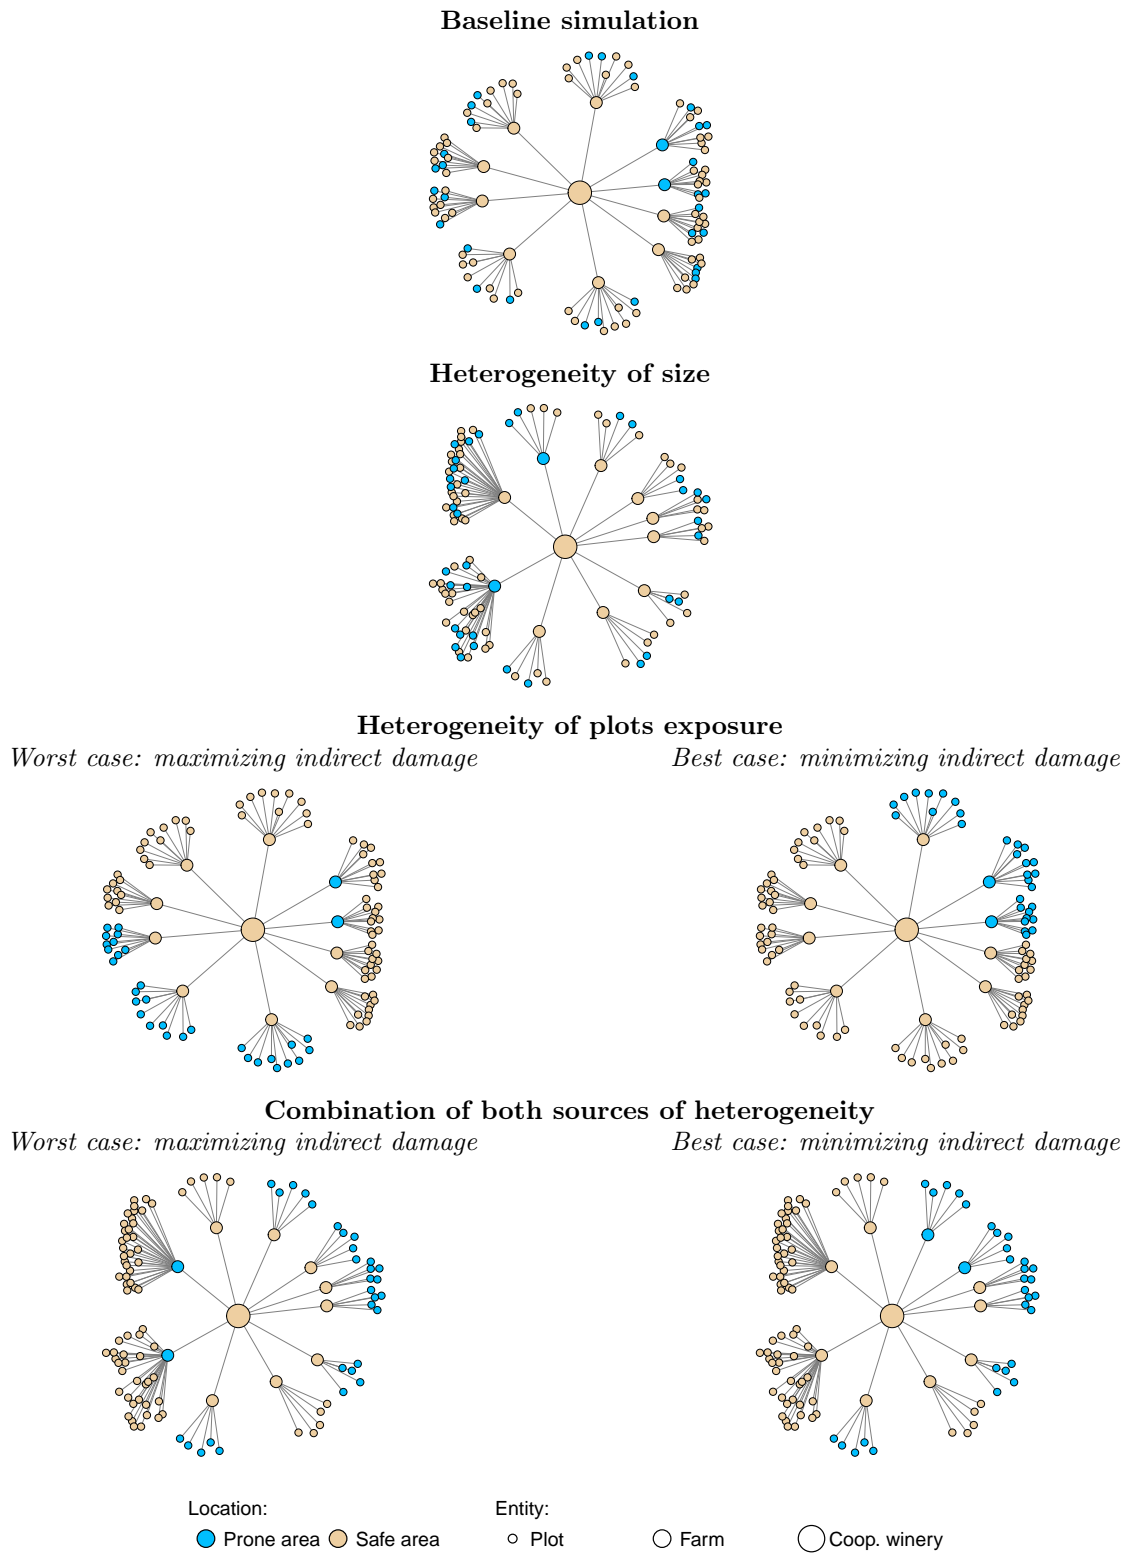 Baseline simulation
Heterogeneity of size
Heterogeneity of plots exposure
Worst case: maximizing indirect damage
Best case: minimizing indirect damage
Combination of both sources of heterogeneity
Worst case: maximizing indirect damage
Best case: minimizing indirect damage
Location:
Entity:
Prone area
Safe area
Plot
Farm
Coop. winery